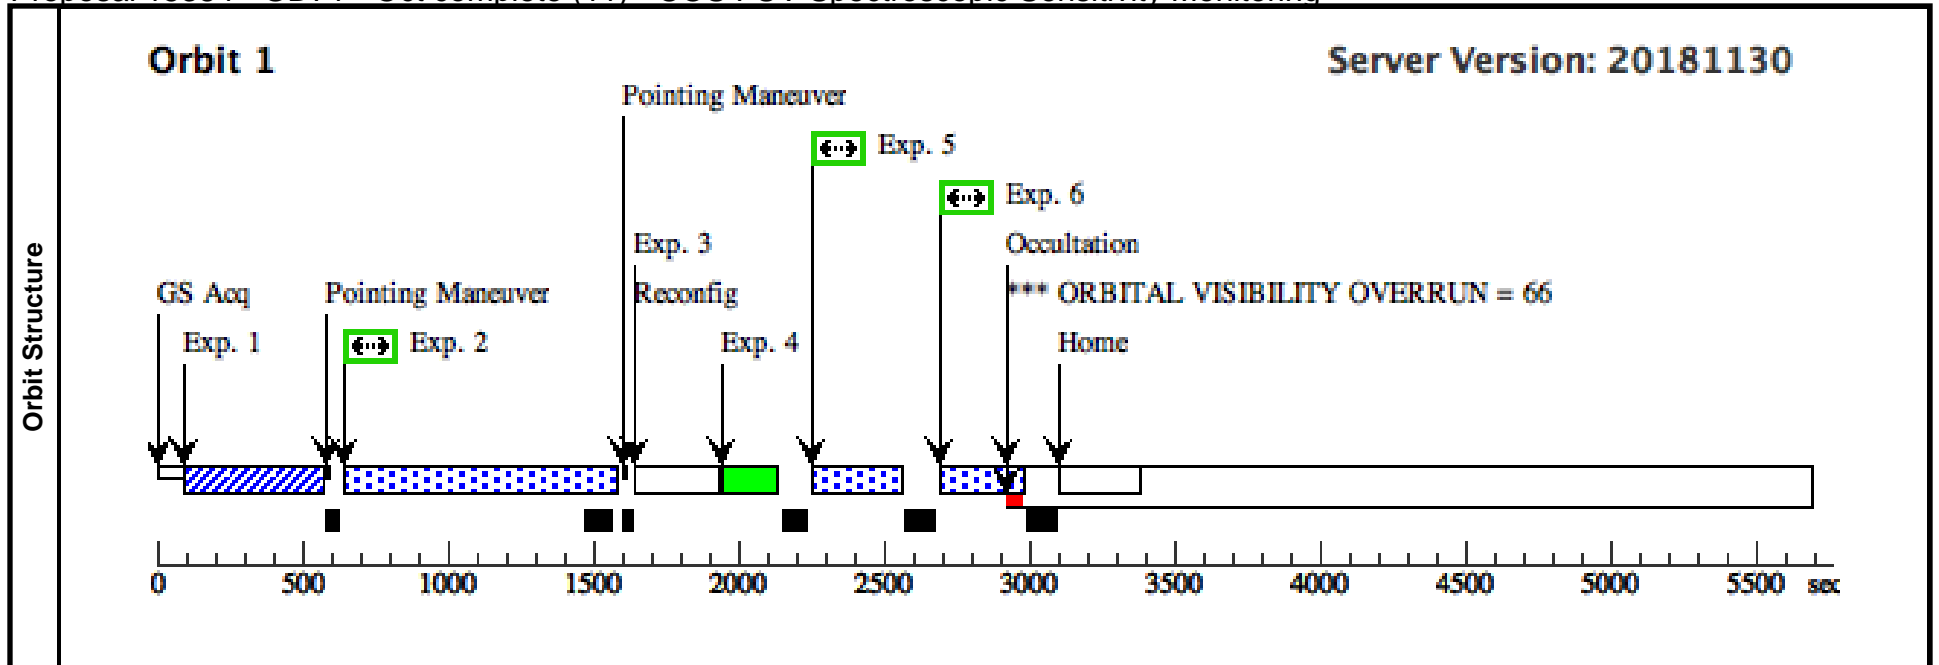 Orbit 1
Server Version: 20181130
Pointing Maneuver
Exp. 5
Exp. 6
Exp. 3
Occultation
GS Acq
Pointing Maneuver
Reconfig
*** ORBITAL VISIBILITY OVERRUN = 66
Exp. 1
Exp. 2
Exp. 4
Home
Orbit Structure
0 500 1000 1500 2000 2500 3000 3500 4000 4500 5000 5500 sec